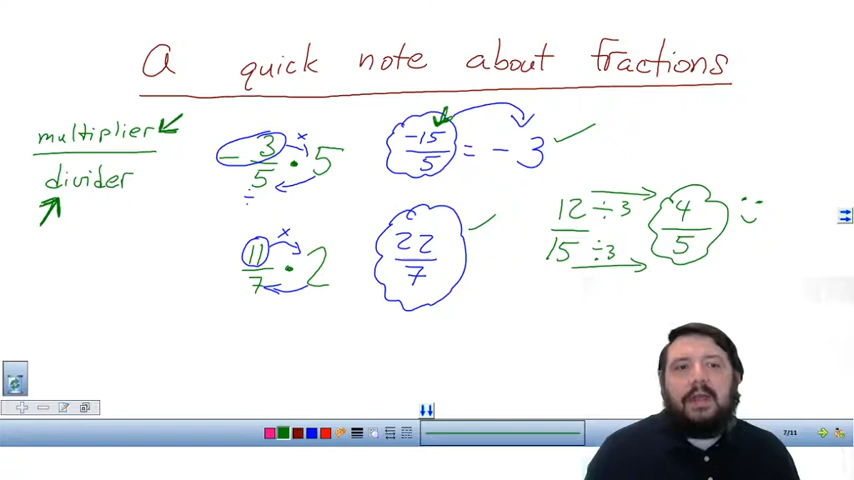 A quick note about fractions
multiplier
divider
- 3/5 • 5
×
÷
-15/5 = - 3
11/7 • 2
×
22/7
12 ÷3
15 ÷3
4/5
7/11